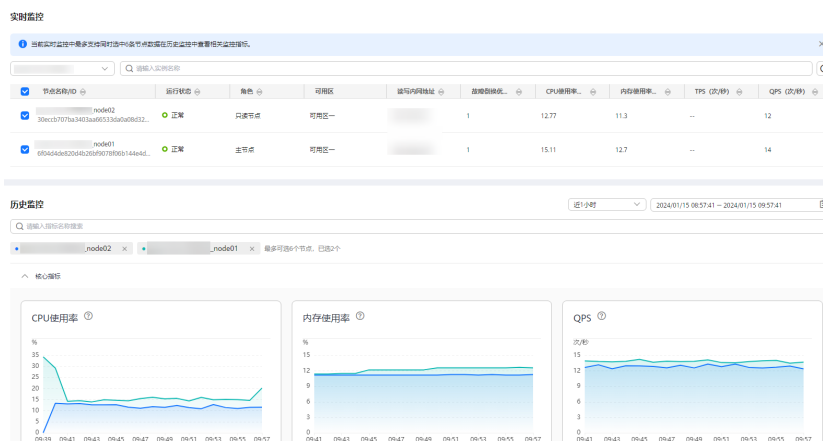 实时监控
当前实时监控中最多支持同时选中6条节点数据在历史监控中查看相关监控指标。
请输入实例名称
节点名称/ID 运行状态 角色 可用区 读写内网地址 故障倒换优... CPU使用率... 内存使用率... TPS（次/秒） QPS（次/秒）
_node02
30eccb707ba3403aa66533da0a08d32... 正常 只读节点 可用区一 1 12.77 11.3 -- 12
_node01
6f04d4de820d4b26bf9078f06b144e4d... 正常 主节点 可用区一 1 15.11 12.7 -- 14
历史监控 近1小时 2024/01/15 08:57:41 – 2024/01/15 09:57:41
请输入指标名称搜索
_node02 × _node01 × 最多可选6个节点，已选2个
核心指标
CPU使用率 内存使用率 QPS
% % 次/秒
35
30
25
20
15
10
5
0
09:39 09:41 09:43 09:45 09:47 09:49 09:51 09:53 09:55 09:57
15
12
9
6
3
0
09:41 09:43 09:45 09:47 09:49 09:51 09:53 09:55 09:57
15
12
9
6
3
0
09:41 09:43 09:45 09:47 09:49 09:51 09:53 09:55 09:57